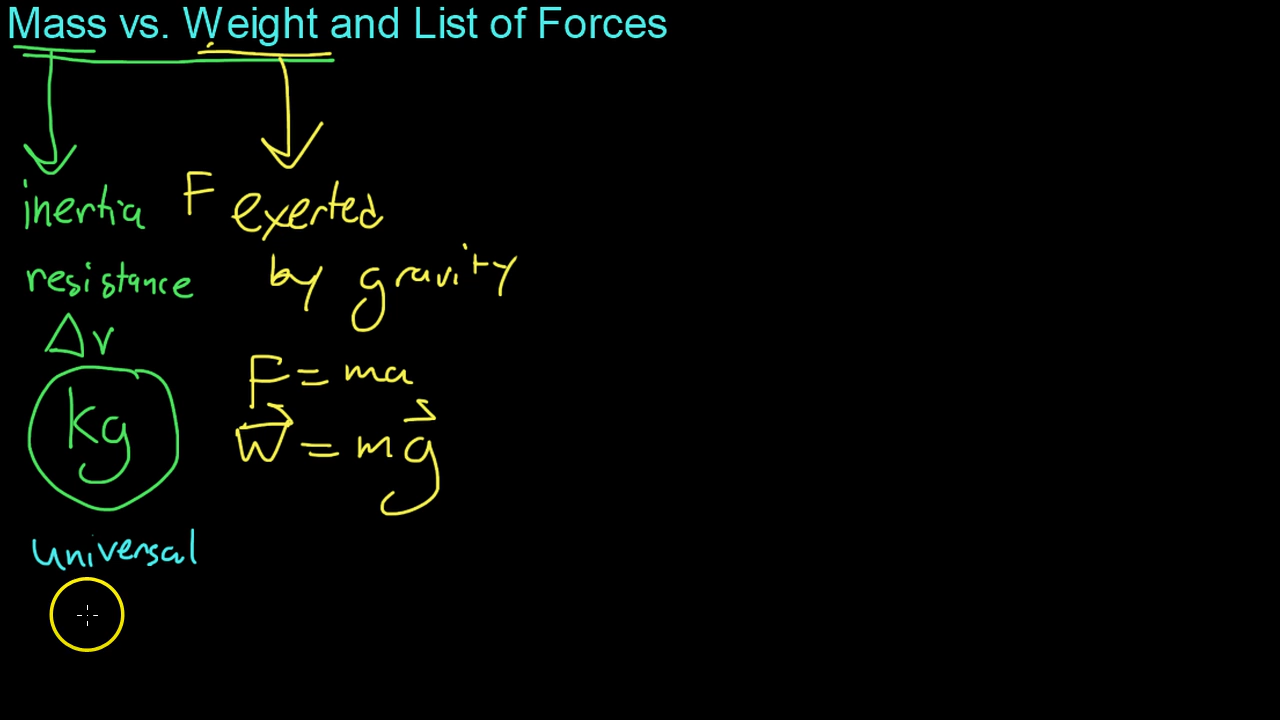 Mass vs. Weight and List of Forces
inertia
resistance
Δv
kg
universal
F exerted
by gravity
F = ma
W⃗ = mg⃗